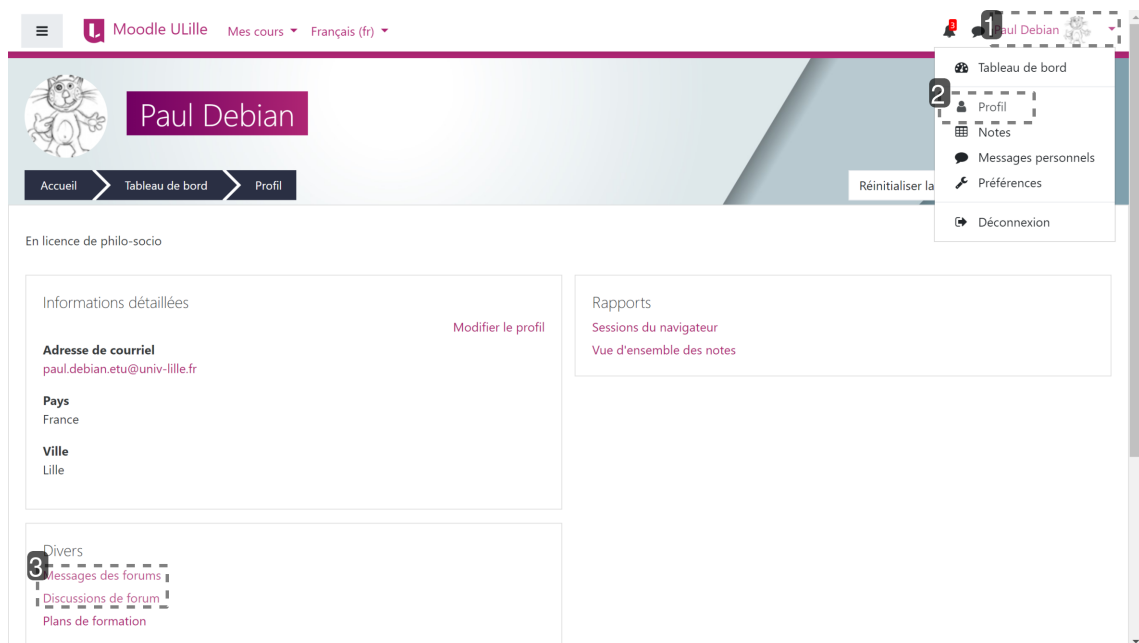 Moodle ULille Mes cours Français (fr) 3 1 Paul Debian
Tableau de bord
2 Profil
Notes
Messages personnels
Préférences
Déconnexion
Paul Debian
Accueil Tableau de bord Profil Réinitialiser la
En licence de philo-socio
Informations détaillées
Modifier le profil
Adresse de courriel
paul.debian.etu@univ-lille.fr
Pays
France
Ville
Lille
Rapports
Sessions du navigateur
Vue d'ensemble des notes
Divers
3 Messages des forums
Discussions de forum
Plans de formation